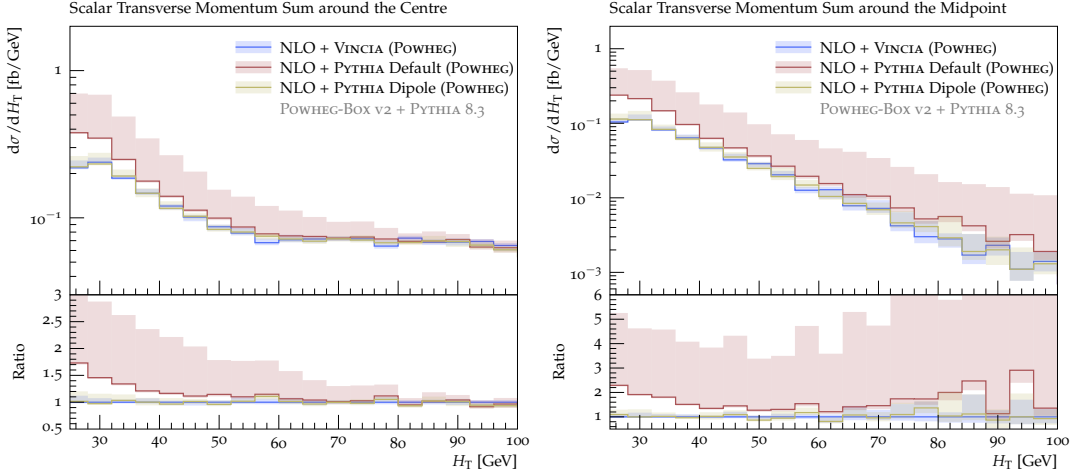 Scalar Transverse Momentum Sum around the Centre
dσ/dH_T [fb/GeV]
1
10⁻¹
NLO + VINCIA (POWHEG)
NLO + PYTHIA Default (POWHEG)
NLO + PYTHIA Dipole (POWHEG)
POWHEG-BOX v2 + PYTHIA 8.3
Ratio
3
2.5
2
1.5
1
0.5
30 40 50 60 70 80 90 100
H_T [GeV]
Scalar Transverse Momentum Sum around the Midpoint
dσ/dH_T [fb/GeV]
1
10⁻¹
10⁻²
10⁻³
NLO + VINCIA (POWHEG)
NLO + PYTHIA Default (POWHEG)
NLO + PYTHIA Dipole (POWHEG)
POWHEG-BOX v2 + PYTHIA 8.3
Ratio
6
5
4
3
2
1
30 40 50 60 70 80 90 100
H_T [GeV]